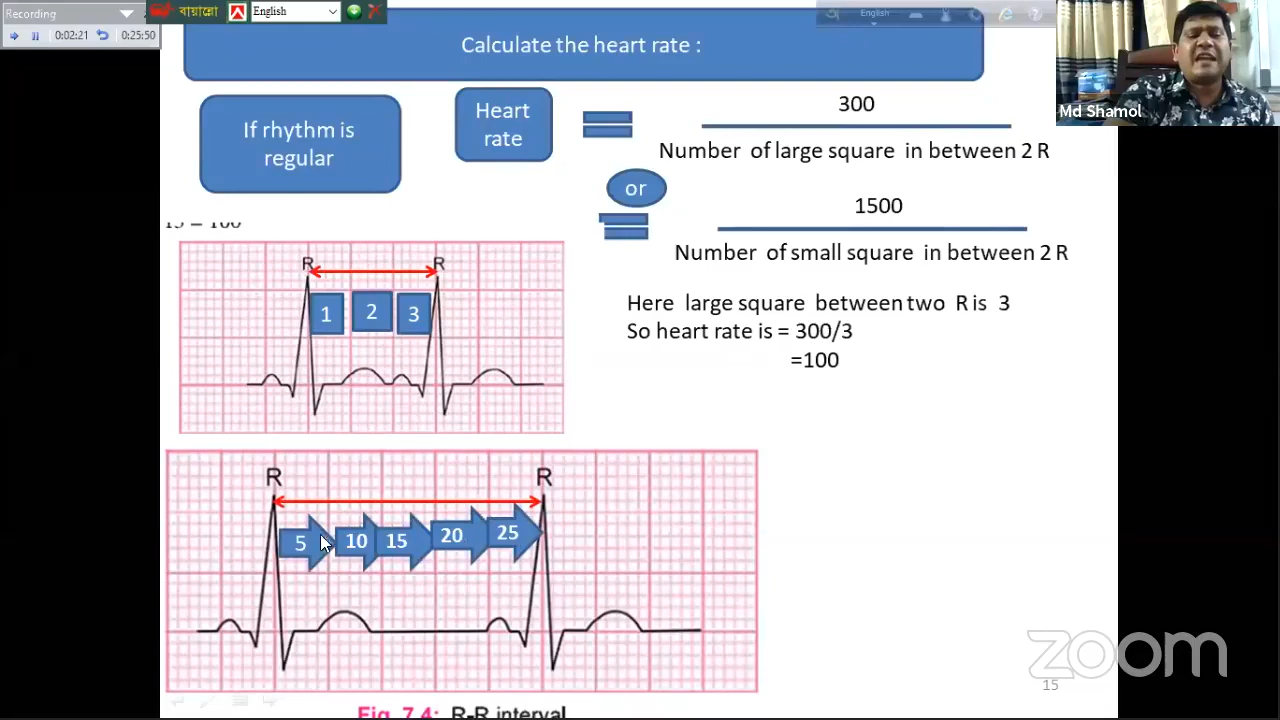 Recording
বায়ান্নো
English
English
0:02:21
0:25:50
Calculate the heart rate :
Md Shamol
If rhythm is
regular
Heart
rate
300
Number of large square in between 2 R
or
1500
Number of small square in between 2 R
15 = 100
R R
1 2 3
Here large square between two R is 3
So heart rate is = 300/3
=100
R R
5 10 15 20 25
zoom
15
Fig. 7.4: R-R interval